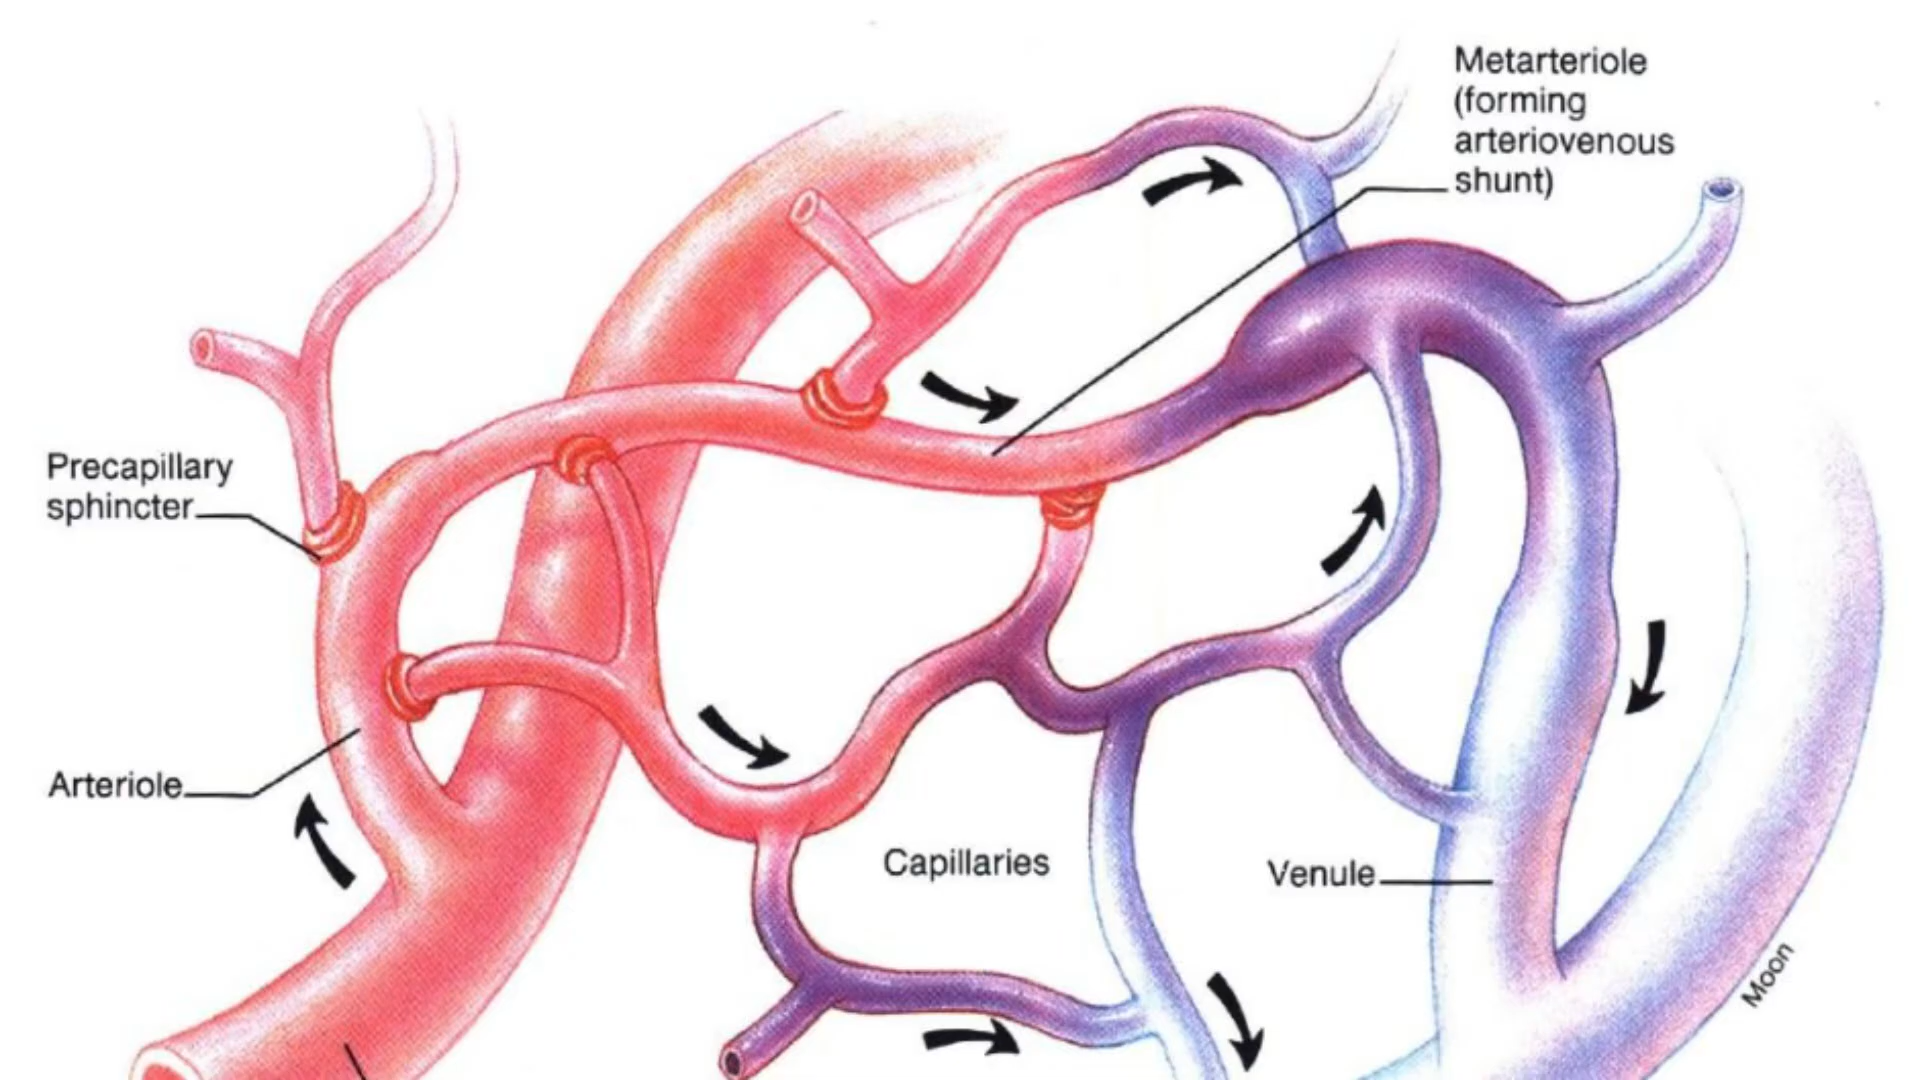 Metarteriole
(forming
arteriovenous
shunt)
Precapillary
sphincter
Arteriole
Capillaries
Venule
Moon